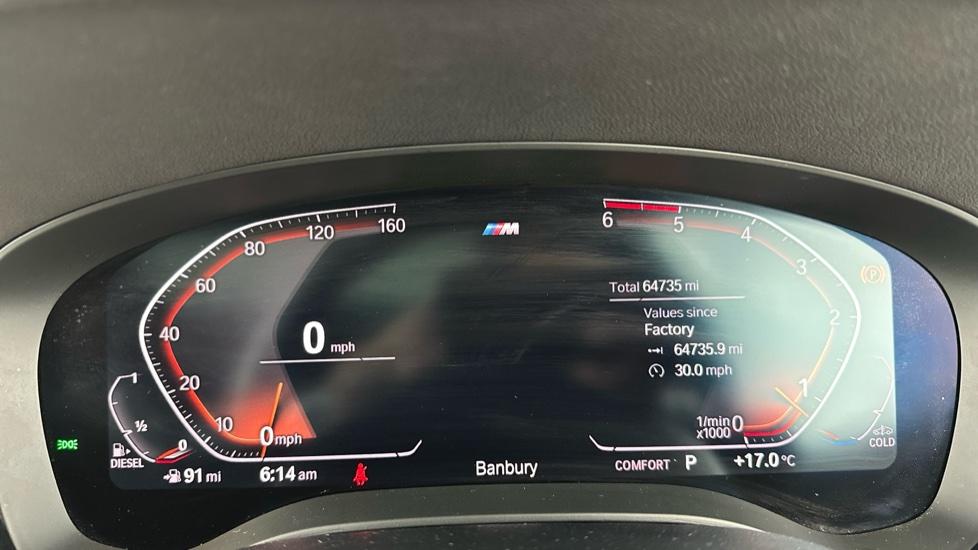 160
120
80
60
40
20
10
0 mph
0mph
1
½
0
DIESEL
91 mi
6:14 am
M
Banbury
6
5
4
3
2
1
0
1/min
x1000
Total 64735 mi
Values since
Factory
64735.9 mi
30.0 mph
P
COLD
COMFORT P +17.0 °C